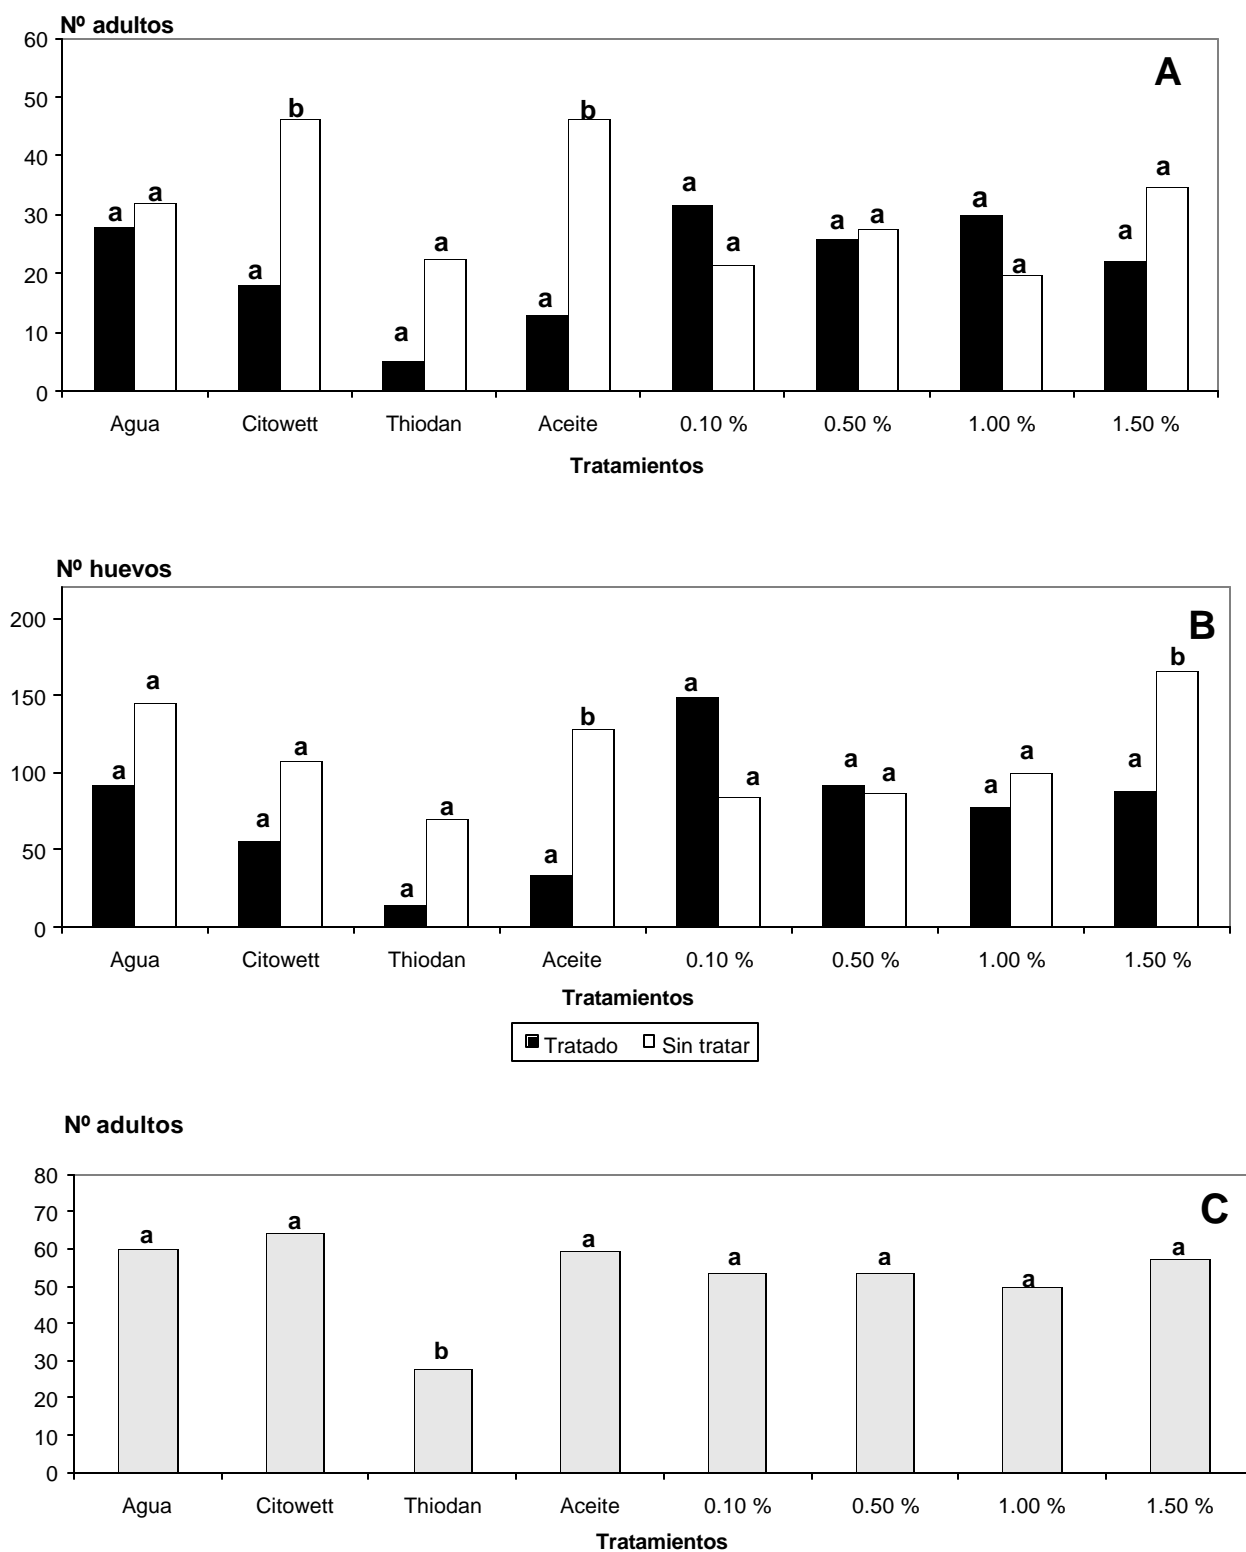 Nº adultos
A
60
50
40
30
20
10
0
a a a b a a a b a a a a a a a a
Agua Citowett Thiodan Aceite 0.10 % 0.50 % 1.00 % 1.50 %
Tratamientos
Nº huevos
B
200
150
100
50
0
a a a a a a a b a a a a a a a b
Agua Citowett Thiodan Aceite 0.10 % 0.50 % 1.00 % 1.50 %
Tratamientos
Tratado Sin tratar
Nº adultos
C
80
70
60
50
40
30
20
10
0
a a b a a a a a
Agua Citowett Thiodan Aceite 0.10 % 0.50 % 1.00 % 1.50 %
Tratamientos